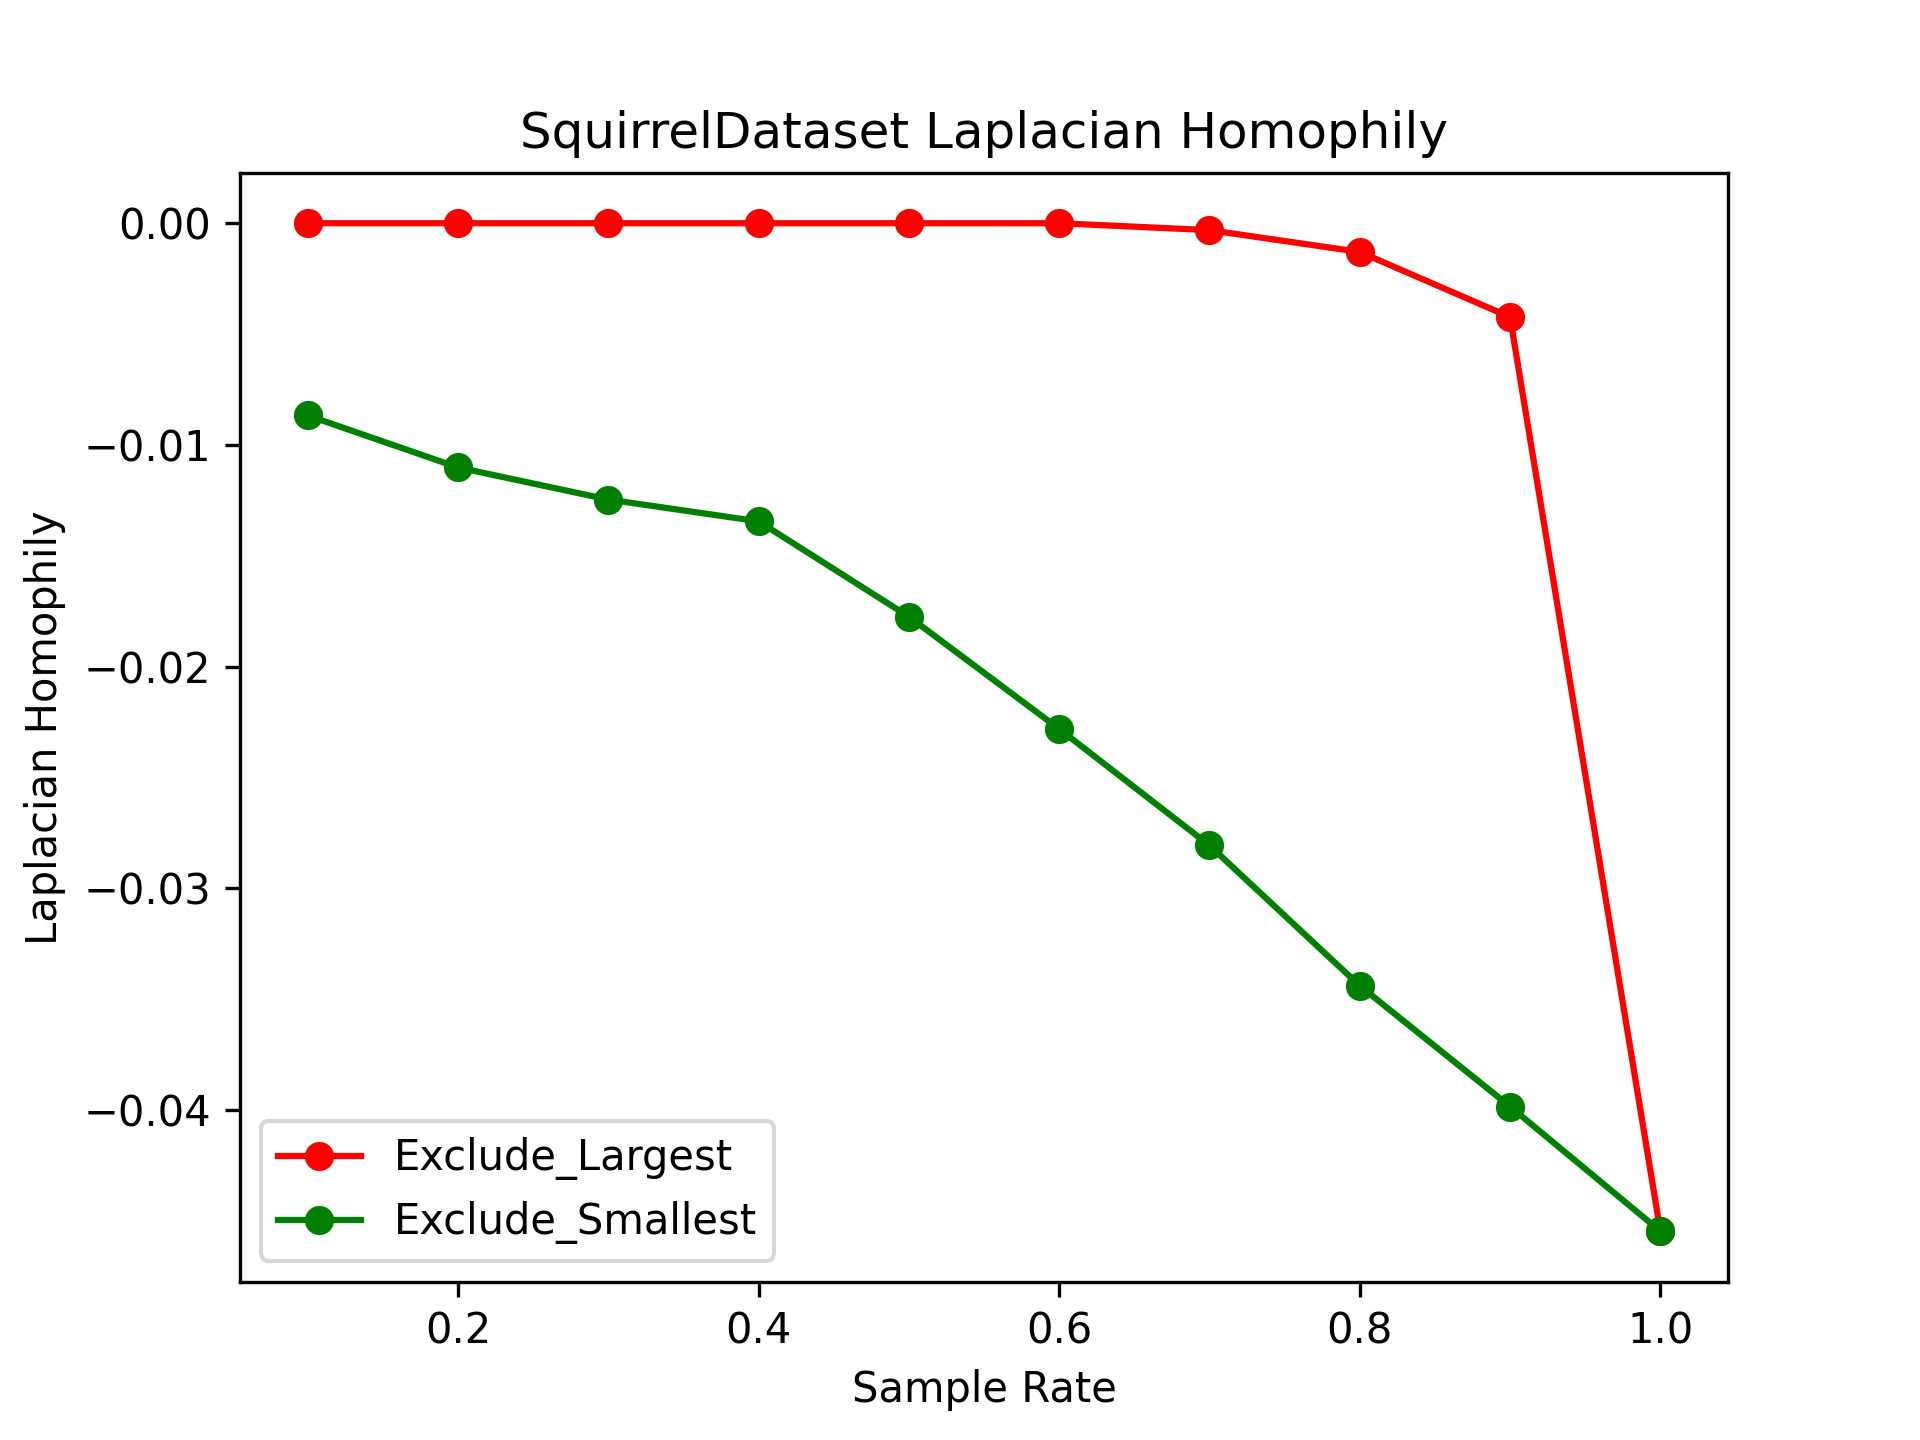 SquirrelDataset Laplacian Homophily
0.00
−0.01
−0.02
−0.03
−0.04
Laplacian Homophily
Exclude_Largest
Exclude_Smallest
0.2 0.4 0.6 0.8 1.0
Sample Rate